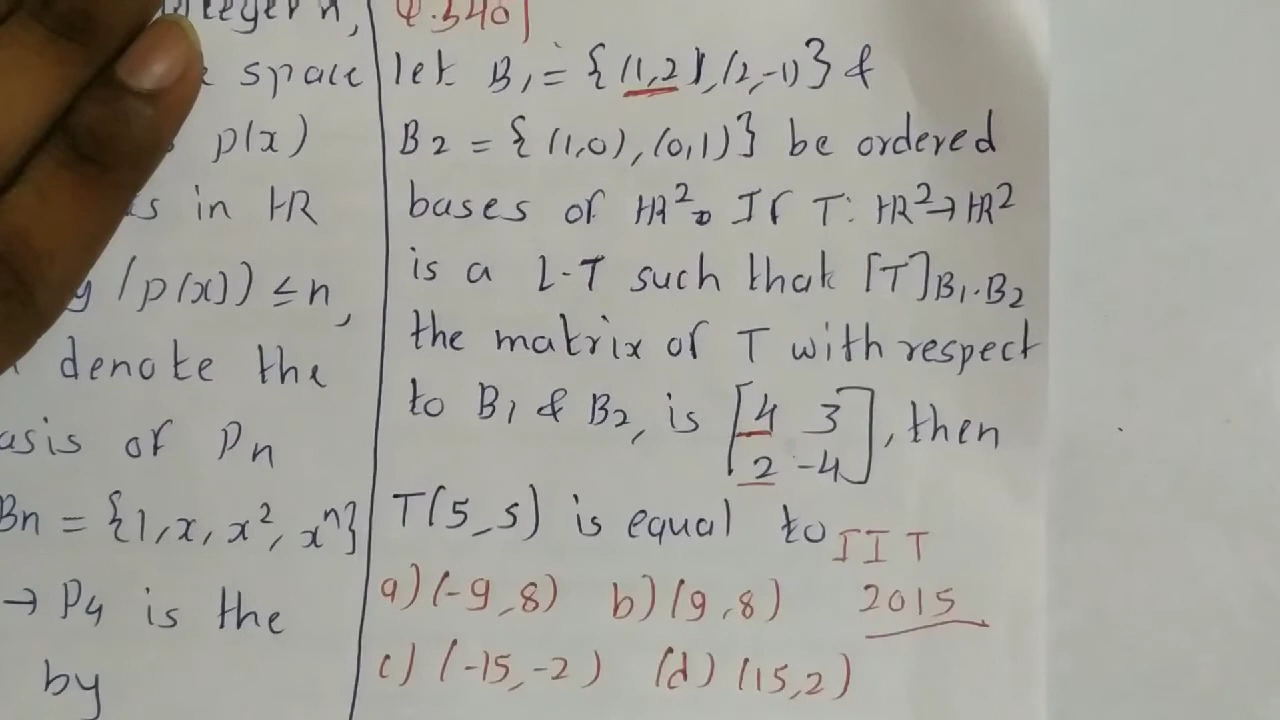 space
p(x)
s in IR
(p(x)) ≤ n,
denote the
asis of Pn
Bn = {1, x, x², xⁿ}
→ P4 is the
by
Q.340]
let B1 = {(1,2), (2,-1)} &
B2 = {(1,0), (0,1)} be ordered
bases of IR². If T: IR²→IR²
is a L-T such that [T]B1.B2
the matrix of T with respect
to B1 & B2, is [4 3
2 -4], then
T(5,5) is equal to IIT
a) (-9,8) b) (9,8) 2015
c) (-15,-2) (d) (15,2)